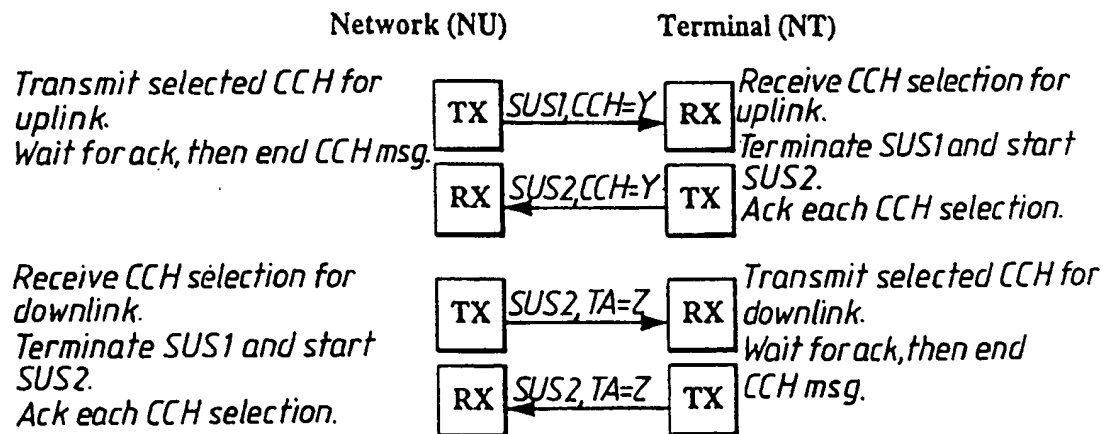 Network (NU) Terminal (NT)
Transmit selected CCH for
uplink.
Wait for ack, then end CCH msg.
TX SUS1,CCH=Y RX
RX SUS2,CCH=Y TX
Receive CCH selection for
uplink.
Terminate SUS1 and start
SUS2.
Ack each CCH selection.
Receive CCH selection for
downlink.
Terminate SUS1 and start
SUS2.
Ack each CCH selection.
TX SUS2, TA=Z RX
RX SUS2, TA=Z TX
Transmit selected CCH for
downlink.
Wait for ack, then end
CCH msg.